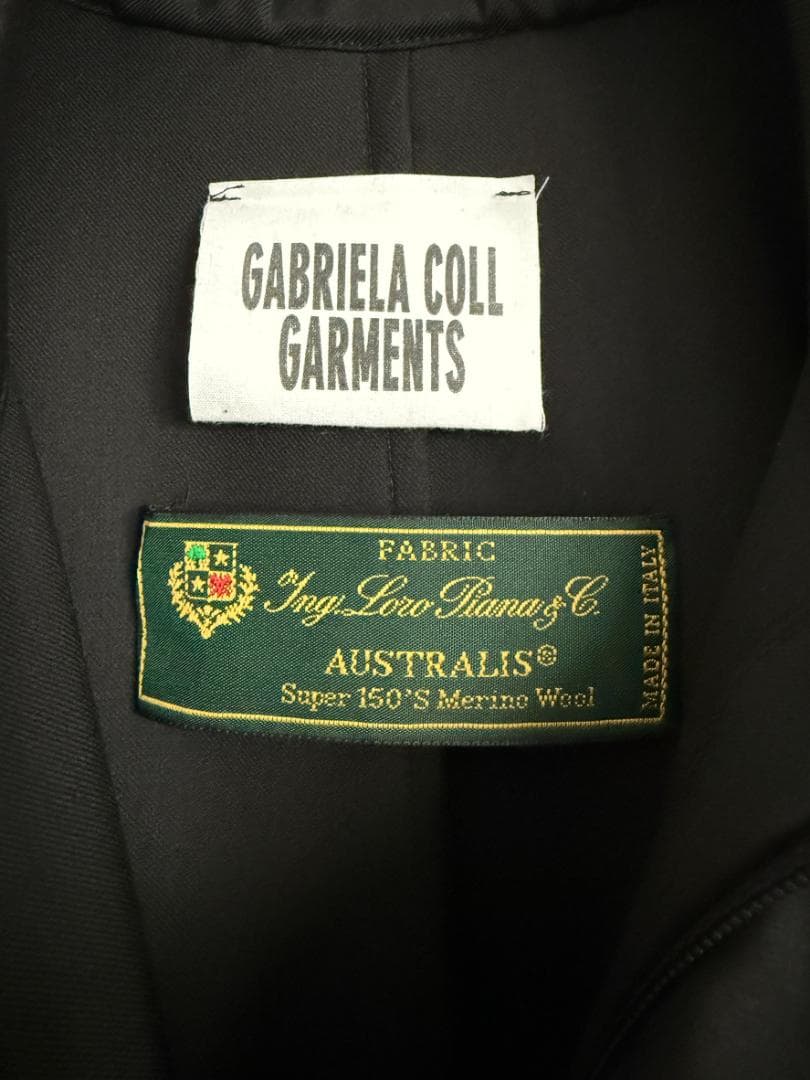 GABRIELA COLL
GARMENTS
FABRIC
Ing. Loro Piana & C.
AUSTRALIS®
Super 150'S Merino Wool
MADE IN ITALY